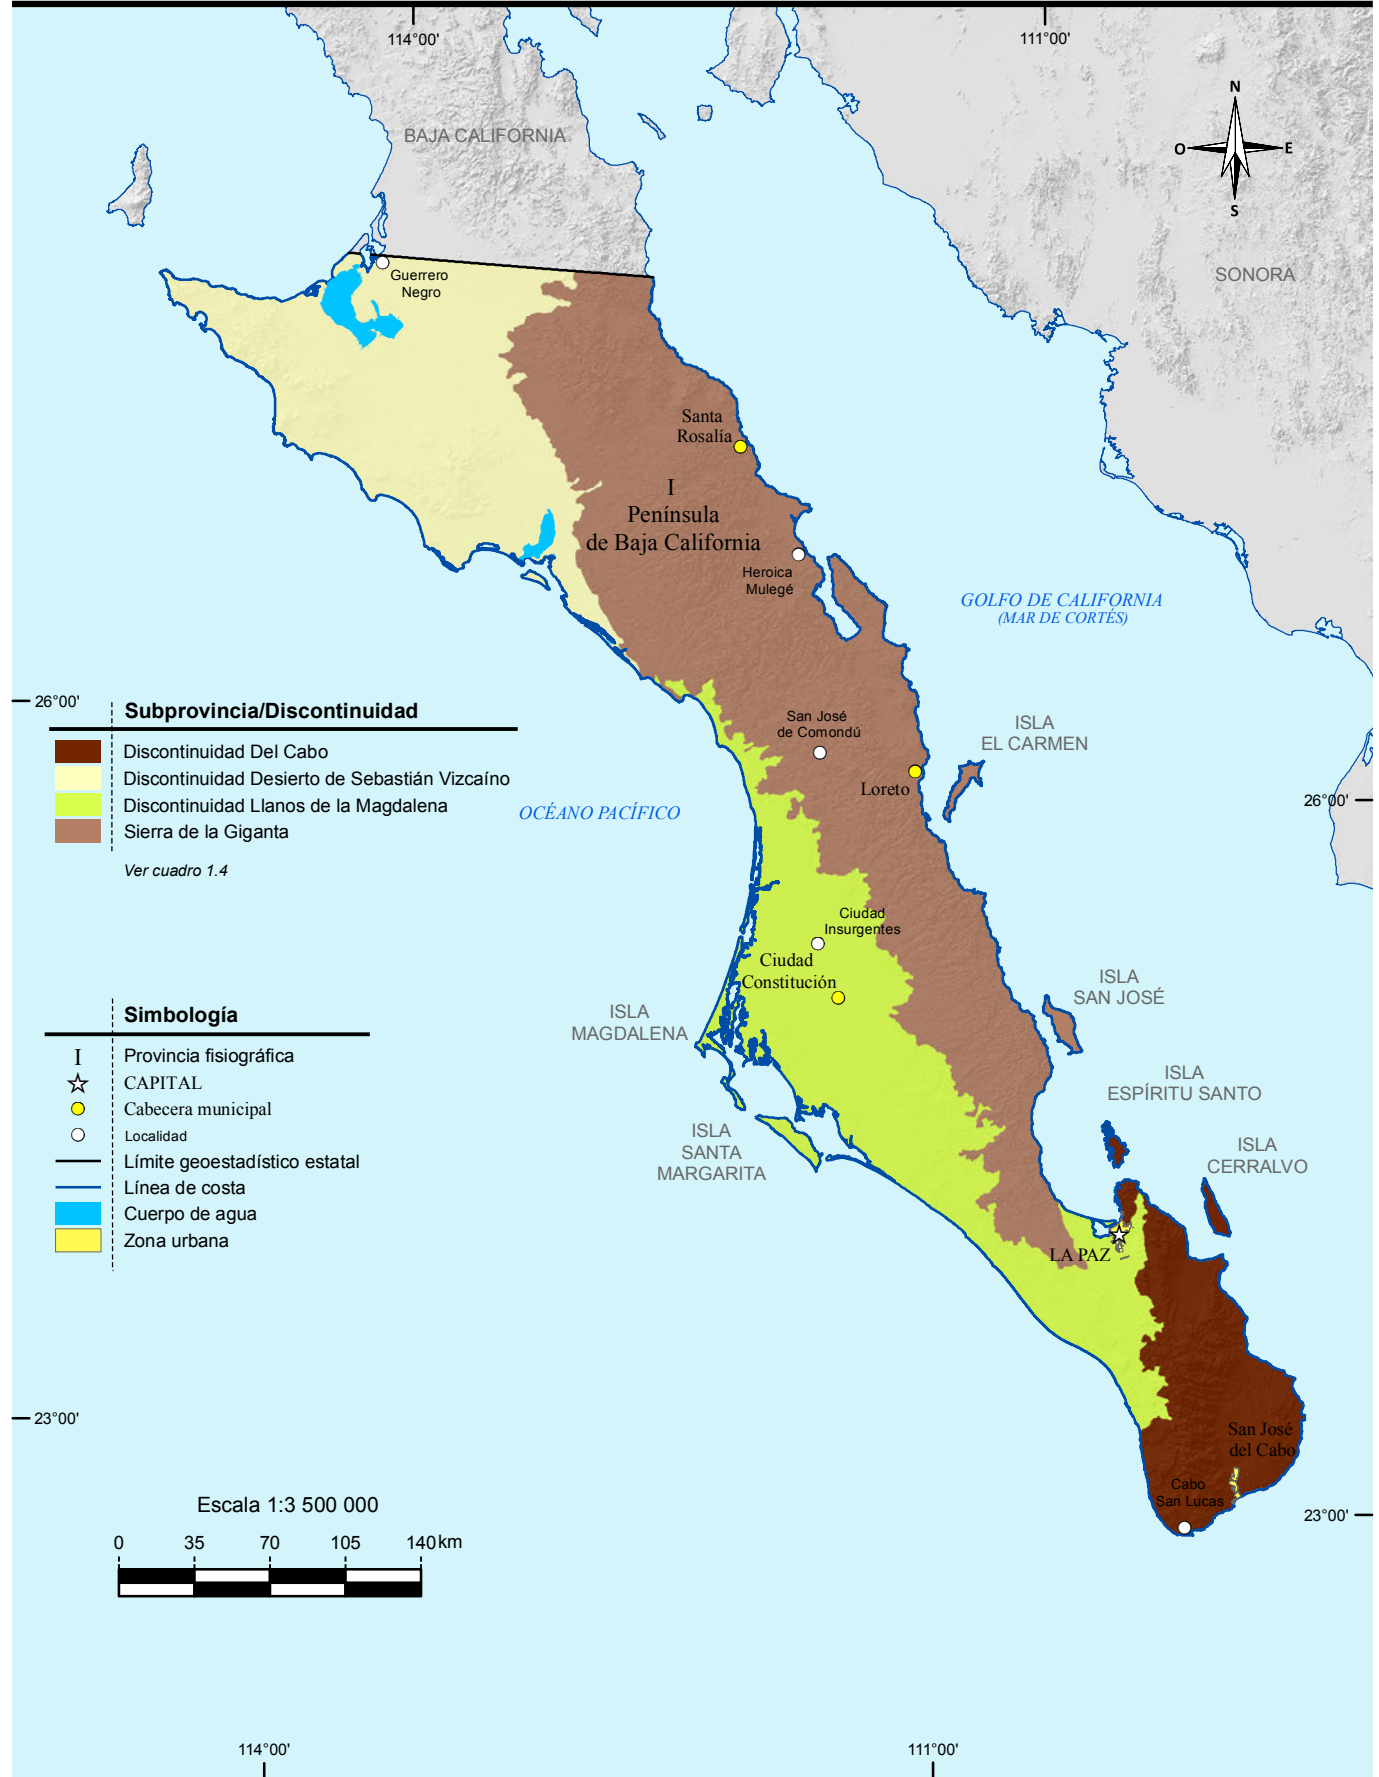 114°00'
111°00'
N
O
E
S
BAJA CALIFORNIA
SONORA
Guerrero
Negro
Santa
Rosalía
I
Península
de Baja California
Heroica
Mulegé
GOLFO DE CALIFORNIA
(MAR DE CORTÉS)
26°00'
Subprovincia/Discontinuidad
Discontinuidad Del Cabo
Discontinuidad Desierto de Sebastián Vizcaíno
Discontinuidad Llanos de la Magdalena
Sierra de la Giganta
Ver cuadro 1.4
San José
de Comondú
ISLA
EL CARMEN
Loreto
OCÉANO PACÍFICO
26°00'
Ciudad
Insurgentes
Ciudad
Constitución
ISLA
SAN JOSÉ
ISLA
MAGDALENA
Simbología
I Provincia fisiográfica
CAPITAL
Cabecera municipal
Localidad
Límite geoestadístico estatal
Línea de costa
Cuerpo de agua
Zona urbana
ISLA
ESPÍRITU SANTO
ISLA
SANTA
MARGARITA
ISLA
CERRALVO
LA PAZ
23°00'
San José
del Cabo
Cabo
San Lucas
23°00'
Escala 1:3 500 000
0 35 70 105 140 km
114°00'
111°00'